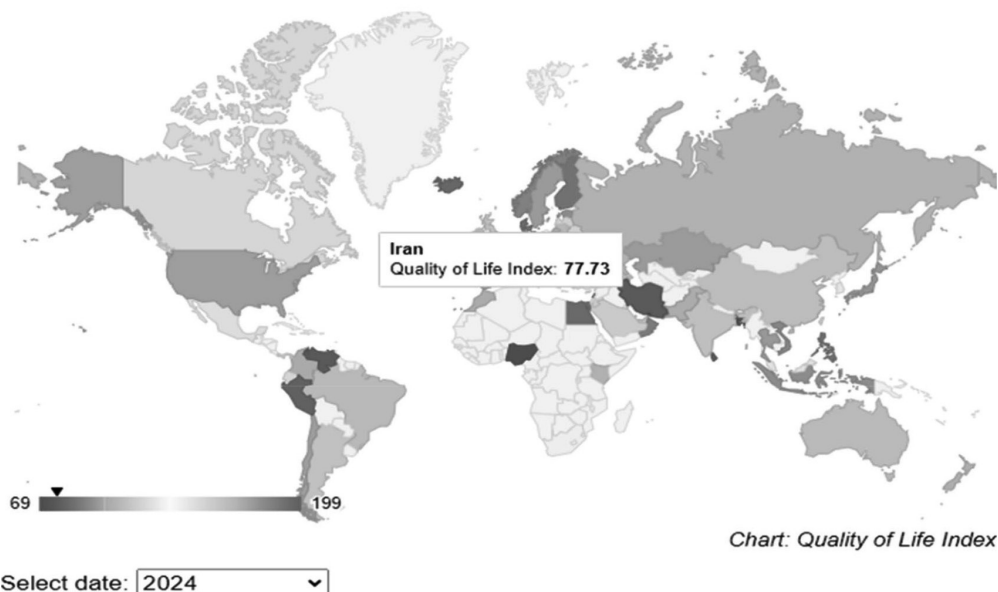 Iran
Quality of Life Index: 77.73
69
199
Chart: Quality of Life Index
Select date: 2024